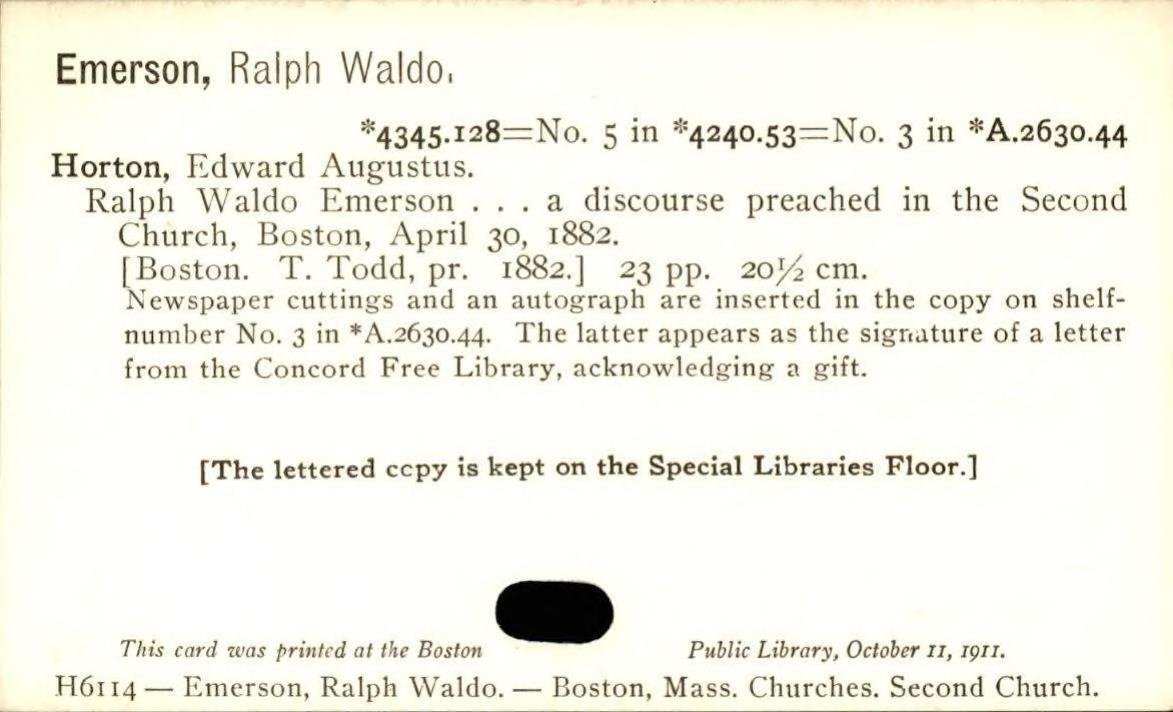 Emerson, Ralph Waldo.
*4345.128=No. 5 in *4240.53=No. 3 in *A.2630.44
Horton, Edward Augustus.
Ralph Waldo Emerson . . . a discourse preached in the Second
Church, Boston, April 30, 1882.
[Boston. T. Todd, pr. 1882.] 23 pp. 20½ cm.
Newspaper cuttings and an autograph are inserted in the copy on shelf-
number No. 3 in *A.2630.44. The latter appears as the signature of a letter
from the Concord Free Library, acknowledging a gift.
[The lettered ccpy is kept on the Special Libraries Floor.]
This card was printed at the Boston Public Library, October 11, 1911.
H6114 — Emerson, Ralph Waldo. — Boston, Mass. Churches. Second Church.